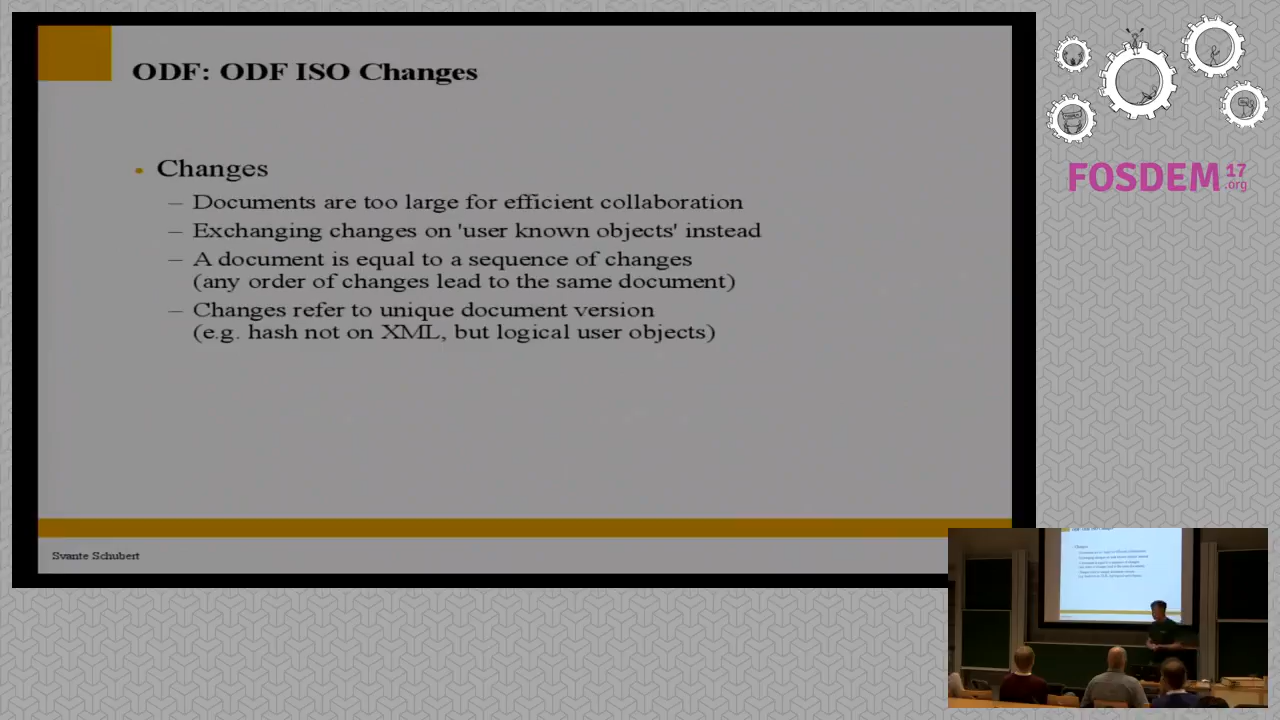 ODF: ODF ISO Changes
• Changes
– Documents are too large for efficient collaboration
– Exchanging changes on 'user known objects' instead
– A document is equal to a sequence of changes
(any order of changes lead to the same document)
– Changes refer to unique document version
(e.g. hash not on XML, but logical user objects)
Svante Schubert
FOSDEM 17
.org